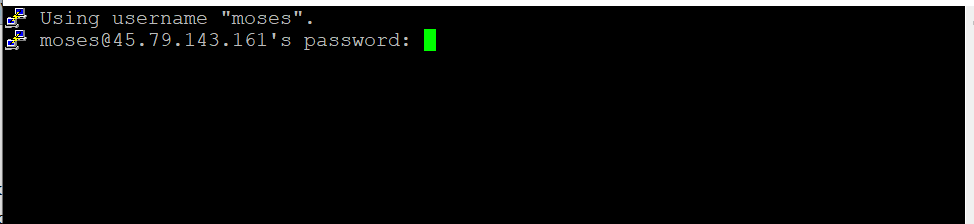 Using username "moses".
moses@45.79.143.161's password: